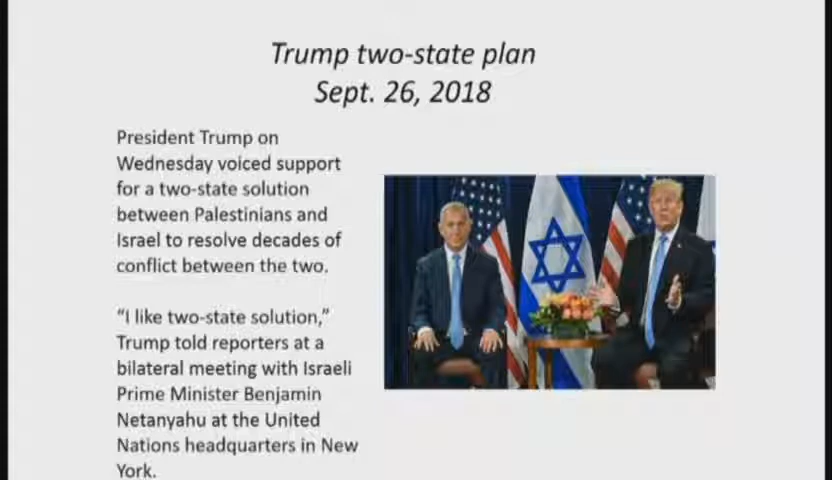 Trump two-state plan
Sept. 26, 2018
President Trump on
Wednesday voiced support
for a two-state solution
between Palestinians and
Israel to resolve decades of
conflict between the two.
“I like two-state solution,”
Trump told reporters at a
bilateral meeting with Israeli
Prime Minister Benjamin
Netanyahu at the United
Nations headquarters in New
York.